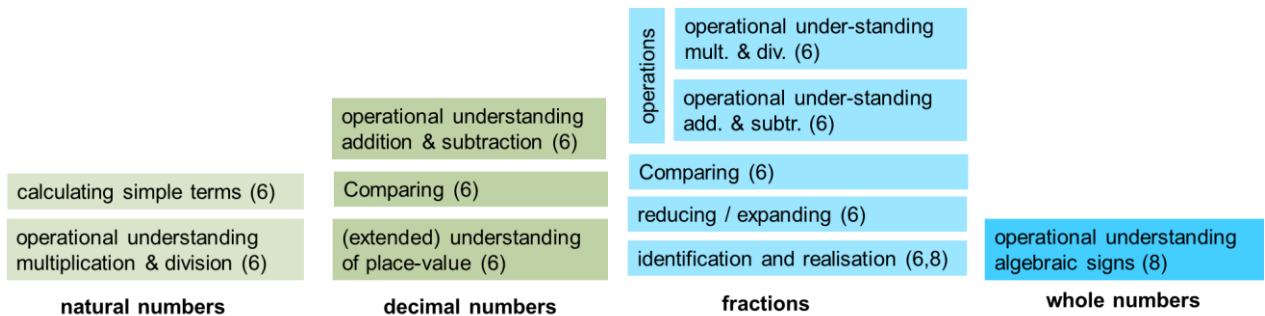 calculating simple terms (6)
operational understanding
multiplication & division (6)
natural numbers
operational understanding
addition & subtraction (6)
Comparing (6)
(extended) understanding
of place-value (6)
decimal numbers
operations
operational under-standing
mult. & div. (6)
operational under-standing
add. & subtr. (6)
Comparing (6)
reducing / expanding (6)
identification and realisation (6,8)
fractions
operational understanding
algebraic signs (8)
whole numbers